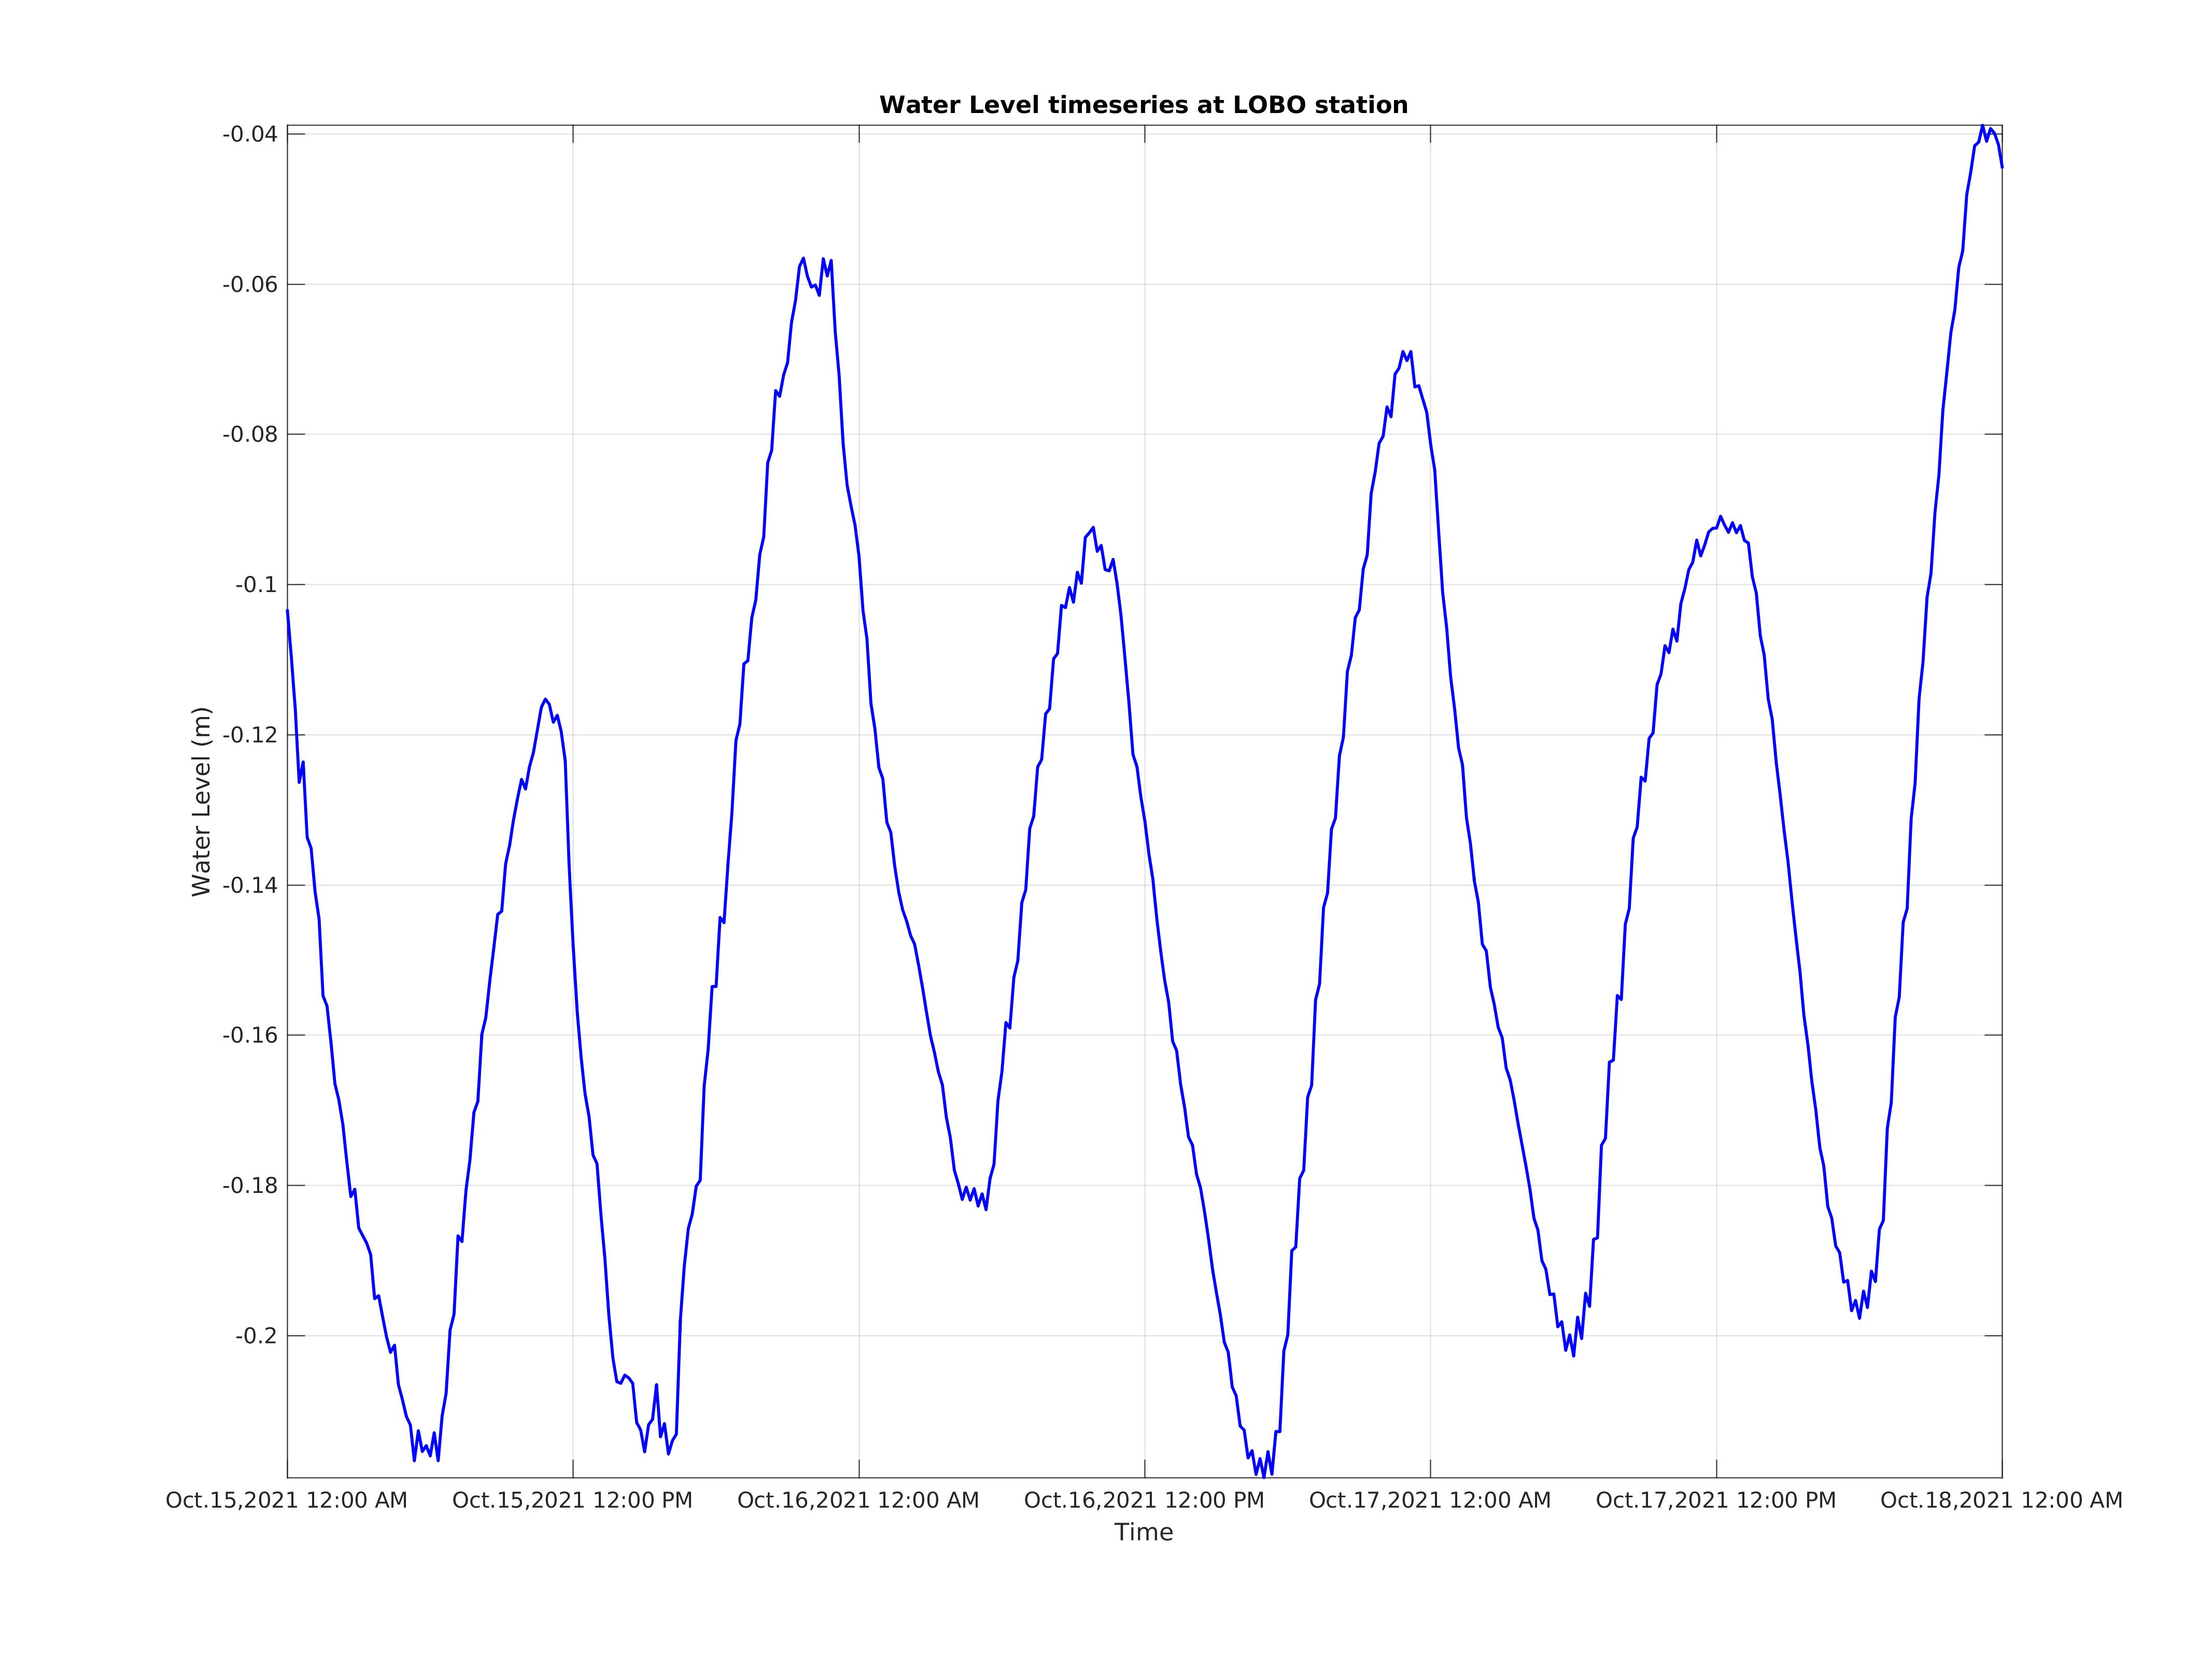 Water Level timeseries at LOBO station
-0.04
-0.06
-0.08
-0.1
-0.12
-0.14
-0.16
-0.18
-0.2
Water Level (m)
Oct.15,2021 12:00 AM
Oct.15,2021 12:00 PM
Oct.16,2021 12:00 AM
Oct.16,2021 12:00 PM
Oct.17,2021 12:00 AM
Oct.17,2021 12:00 PM
Oct.18,2021 12:00 AM
Time